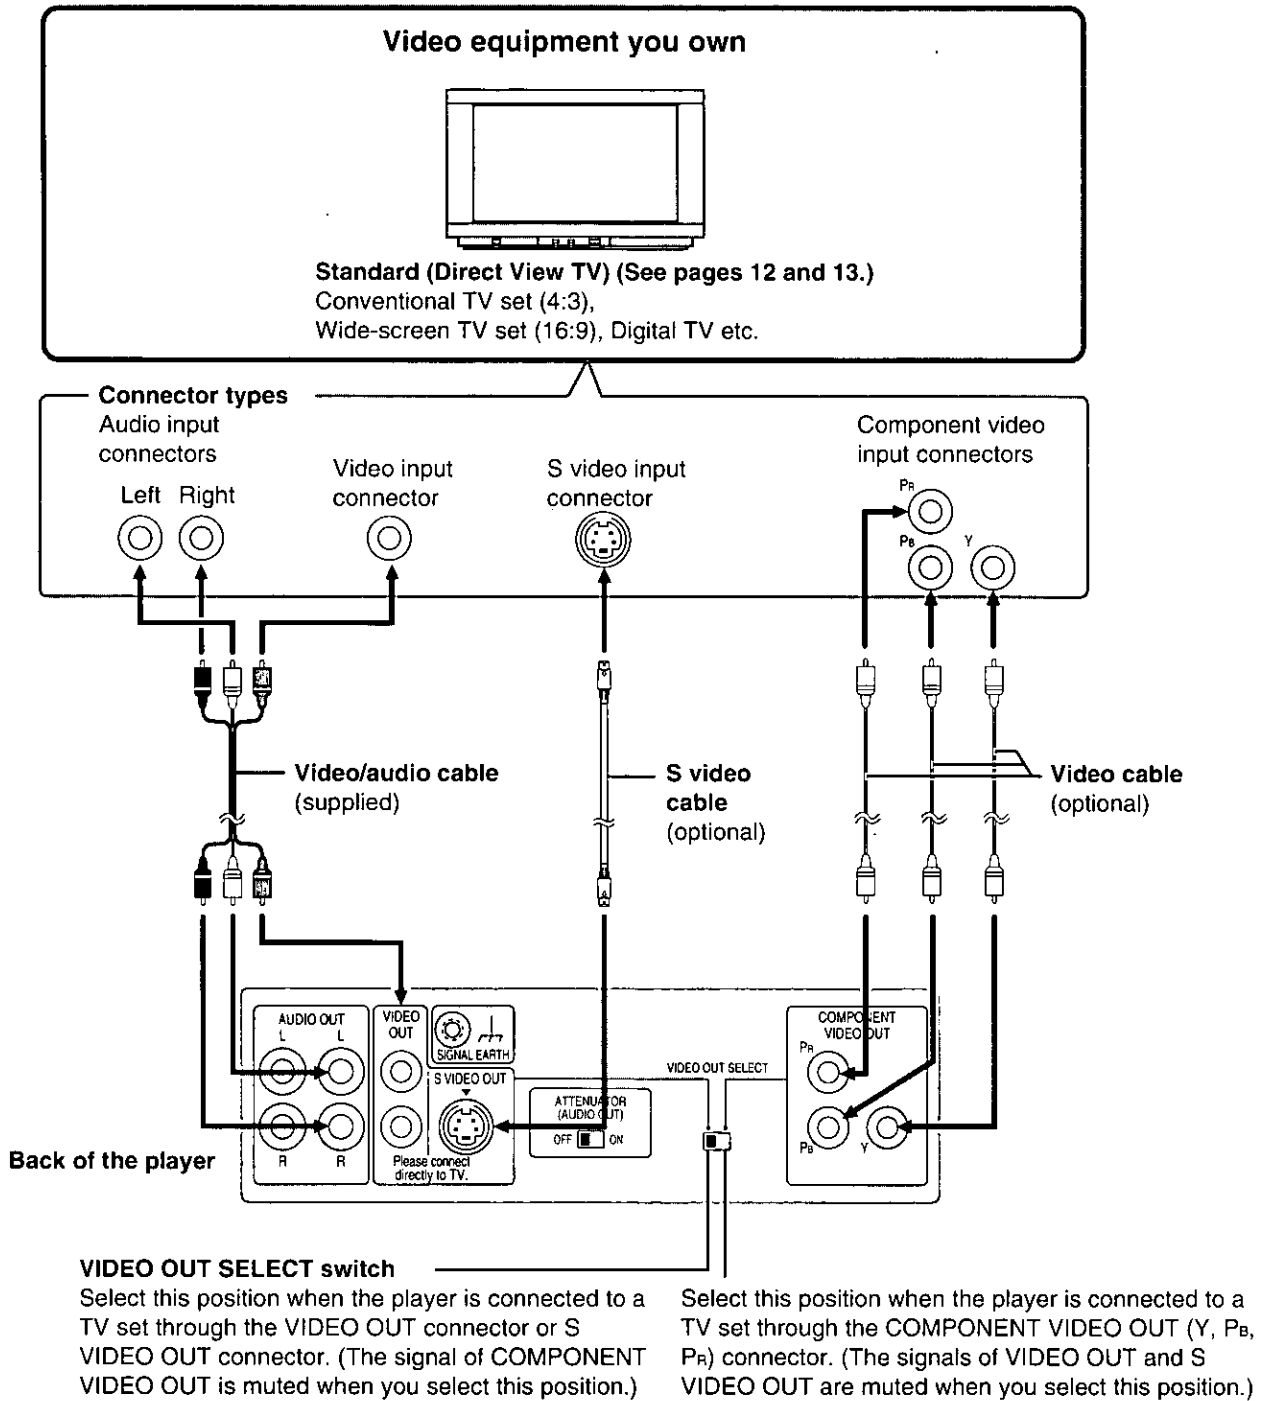 Video equipment you own
Standard (Direct View TV) (See pages 12 and 13.)
Conventional TV set (4:3),
Wide-screen TV set (16:9), Digital TV etc.
Connector types
Audio input
connectors
Left Right
Video input
connector
S video input
connector
Component video
input connectors
PR
PB
Y
Video/audio cable
(supplied)
S video
cable
(optional)
Video cable
(optional)
AUDIO OUT
L L
R R
VIDEO
OUT
SIGNAL EARTH
S VIDEO OUT
Please connect
directly to TV.
ATTENUATOR
(AUDIO OUT)
OFF ON
VIDEO OUT SELECT
COMPONENT
VIDEO OUT
PR
PB
Y
Back of the player
VIDEO OUT SELECT switch
Select this position when the player is connected to a
TV set through the VIDEO OUT connector or S
VIDEO OUT connector. (The signal of COMPONENT
VIDEO OUT is muted when you select this position.)
Select this position when the player is connected to a
TV set through the COMPONENT VIDEO OUT (Y, PB,
PR) connector. (The signals of VIDEO OUT and S
VIDEO OUT are muted when you select this position.)